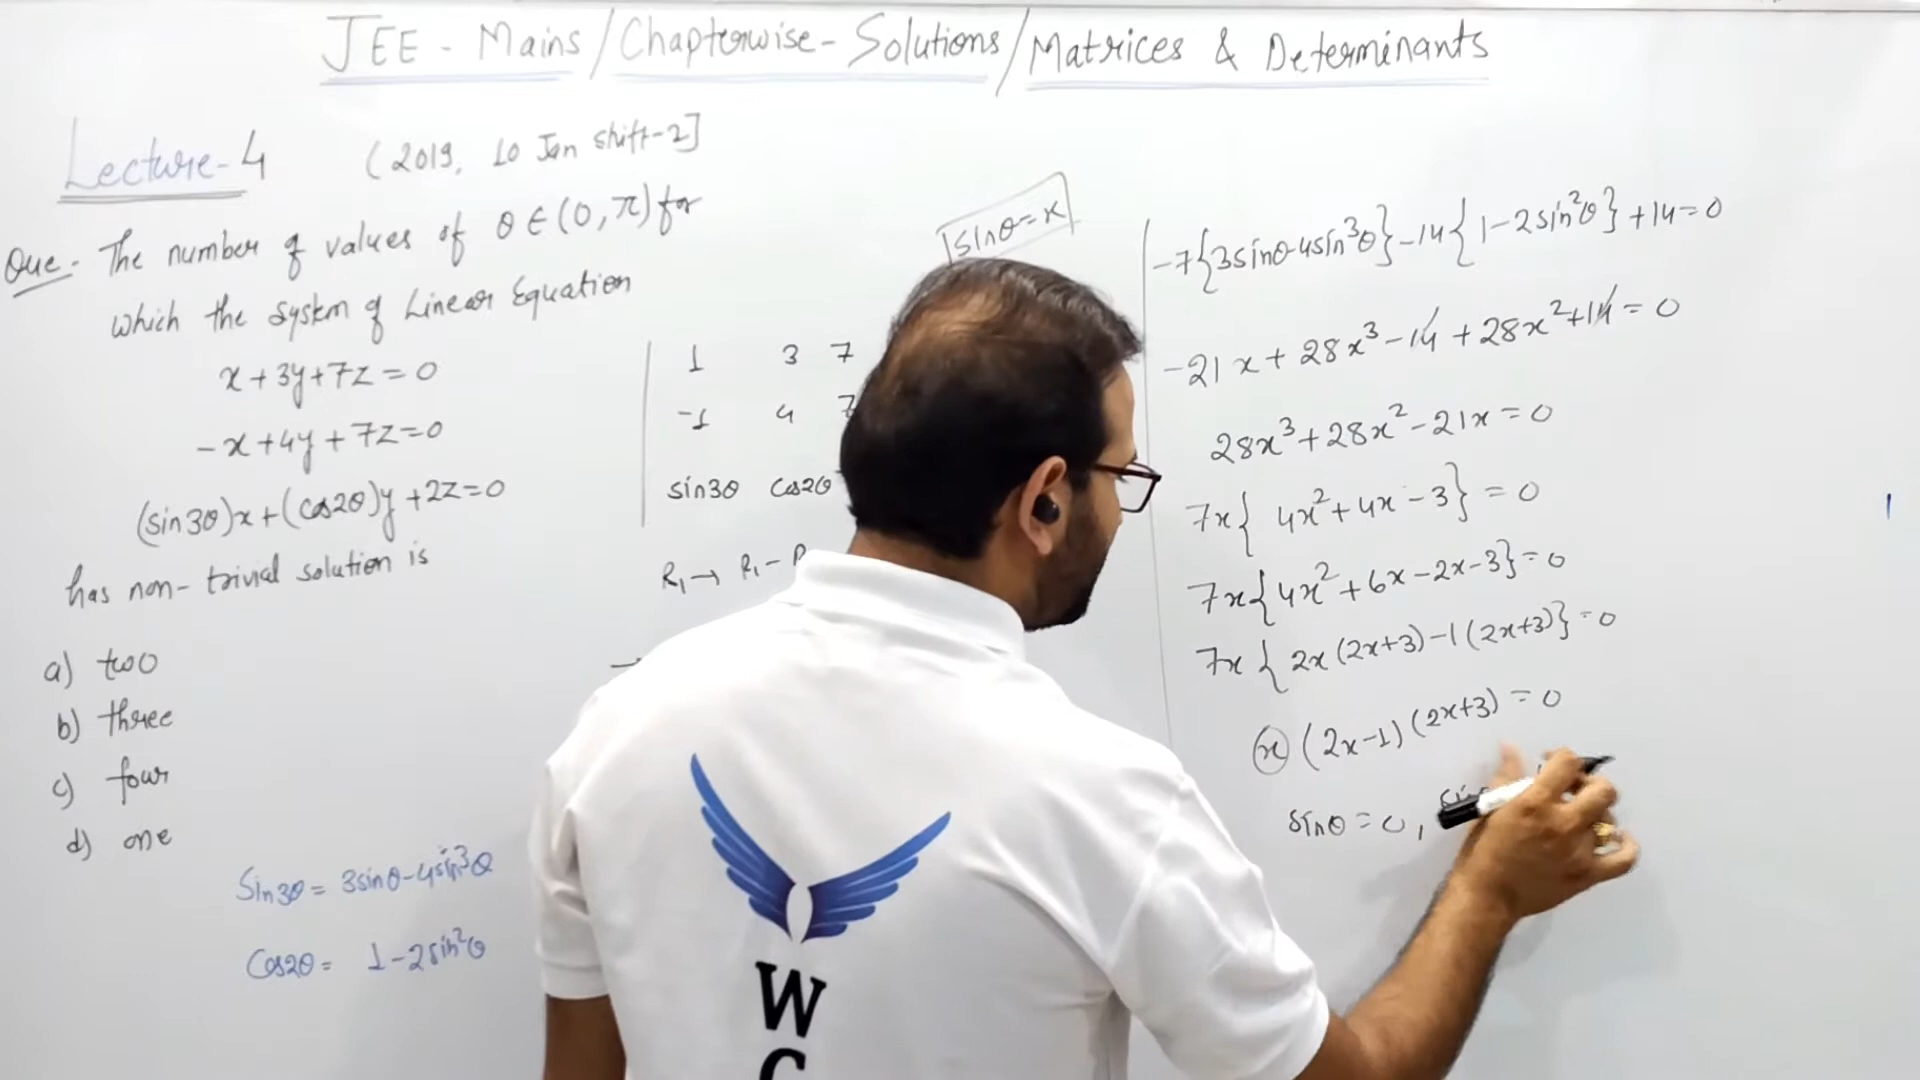 JEE - Mains / Chapterwise - Solutions / Matrices & Determinants
Lecture-4 (2019, 10 Jan shift-2]
Que- The number of values of θ∈(0,π) for
which the system of Linear Equation
x+3y+7z=0
-x+4y+7z=0
(sin3θ)x+(cos2θ)y+2z=0
has non-trivial solution is
a) two
b) three
c) four
d) one
Sin3θ= 3sinθ-4sin³θ
Cos2θ= 1-2sin²θ
sinθ=x
1 3 7
-1 4 7
sin3θ cos2θ
R₁→ R₁-
-7{3sinθ-4sin³θ}-14{1-2sin²θ}+14=0
-21x+28x³-14+28x²+14=0
28x³+28x²-21x=0
7x{4x²+4x-3}=0
7x{4x²+6x-2x-3}=0
7x{2x(2x+3)-1(2x+3)}=0
x(2x-1)(2x+3)=0
sinθ=0,
W